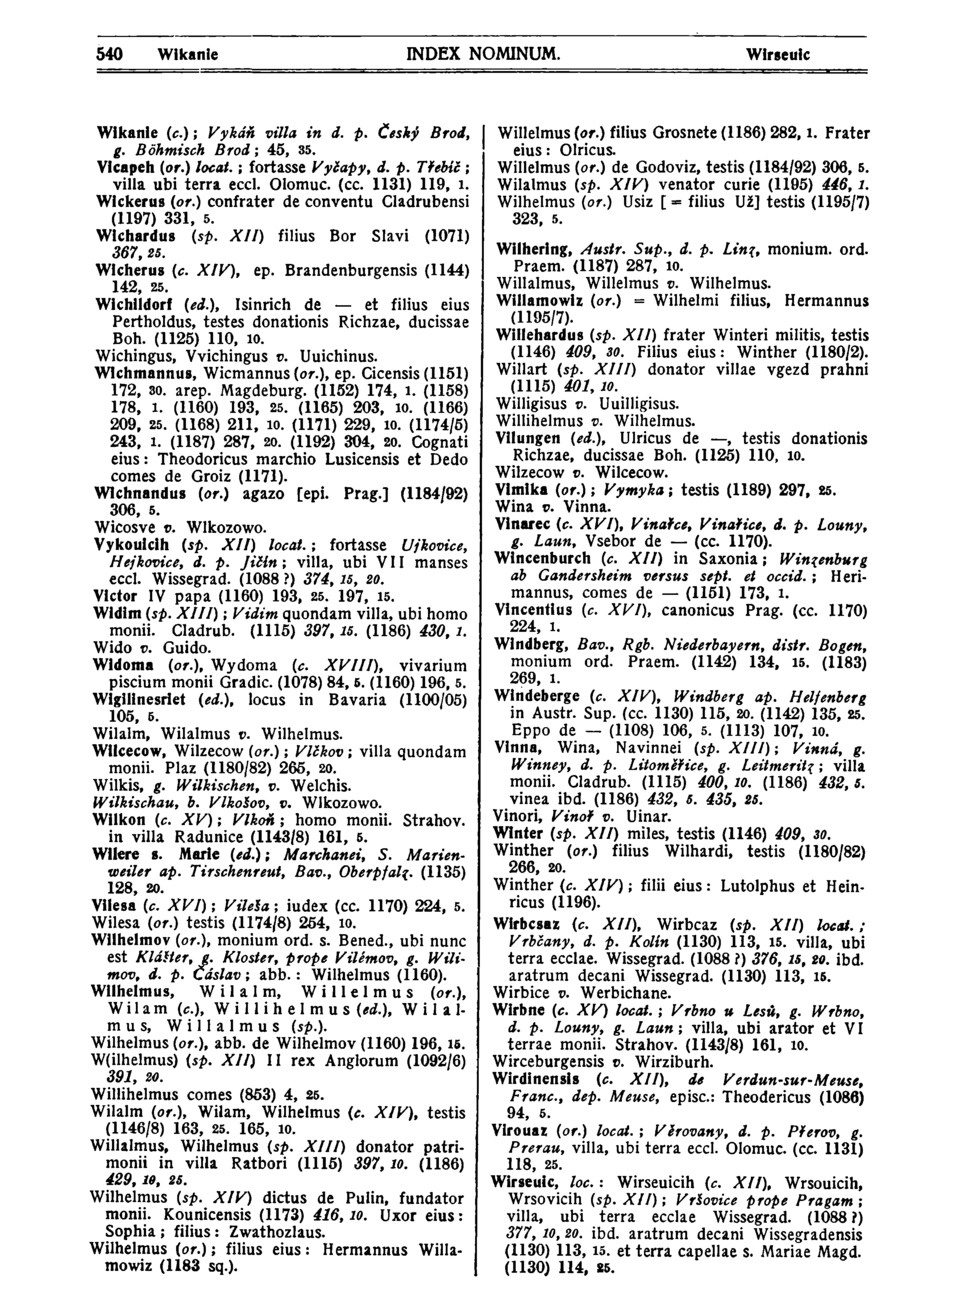 540 Wikanie INDEX NOMINUM. Wirseuic
Wikanie (c.); Vykáň villa in d. p. Český Brod,
g. Böhmisch Brod; 45, 35.
Vicapeh (or.) locat.; fortasse Vyčapy, d. p. Třebíč;
villa ubi terra eccl. Olomuc. (cc. 1131) 119, 1.
Wickerus (or.) confrater de conventu Cladrubensi
(1197) 331, 5.
Wichardus (sp. XII) filius Bor Slavi (1071)
367, 25.
Wicherus (c. XIV), ep. Brandenburgensis (1144)
142, 25.
Wichildorf (ed.), Isinrich de — et filius eius
Pertholdus, testes donationis Richzae, ducissae
Boh. (1125) 110, 10.
Wichingus, Vvichingus v. Uuichinus.
Wichmannus, Wicmannus (or.), ep. Cicensis (1151)
172, 30. arep. Magdeburg. (1152) 174, 1. (1158)
178, 1. (1160) 193, 25. (1165) 203, 10. (1166)
209, 25. (1168) 211, 10. (1171) 229, 10. (1174/5)
243, 1. (1187) 287, 20. (1192) 304, 20. Cognati
eius: Theodoricus marchio Lusicensis et Dedo
comes de Groiz (1171).
Wichnandus (or.) agazo [epi. Prag.] (1184/92)
306, 5.
Wicosve v. Wlkozowo.
Vykoulcih (sp. XII) locat.; fortasse Ujkovice,
Hejkovice, d. p. Jičín; villa, ubi VII manses
eccl. Wissegrad. (1088 ?) 374, 15, 20.
Victor IV papa (1160) 193, 25. 197, 15.
Widim (sp. XIII); Vidim quondam villa, ubi homo
monii. Cladrub. (1115) 397, 15. (1186) 430, 1.
Wido v. Guido.
Widoma (or.), Wydoma (c. XVIII), vivarium
piscium monii Gradic. (1078) 84, 5. (1160) 196, 5.
Wigilinesriet (ed.), locus in Bavaria (1100/05)
105, 5.
Wilalm, Wilalmus v. Wilhelmus.
Wilcecow, Wilzecow (or.); Vlčkov; villa quondam
monii. Plaz (1180/82) 265, 20.
Wilkis, g. Wilkischen, v. Welchis.
Wilkischau, b. Vlkošov, v. Wlkozowo.
Wilkon (c. XV); Vlkoň; homo monii. Strahov.
in villa Radunice (1143/8) 161, 5.
Wilere s. Marie (ed.); Marchanei, S. Marien-
weiler ap. Tirschenreut, Bav., Oberpfalz. (1135)
128, 20.
Vilesa (c. XVI); Vileša; iudex (cc. 1170) 224, 5.
Wilesa (or.) testis (1174/8) 254, 10.
Wilhelmov (or.), monium ord. s. Bened., ubi nunc
est Klášter, g. Kloster, prope Vilémov, g. Wili-
mov, d. p. Čáslav; abb.: Wilhelmus (1160).
Wilhelmus, Wilalm, Willelmus (or.),
Wilam (c.), Willihelmus (ed.), Wilal-
mus, Willalmus (sp.).
Wilhelmus (or.), abb. de Wilhelmov (1160) 196, 15.
W(ilhelmus) (sp. XII) II rex Anglorum (1092/6)
391, 20.
Willihelmus comes (853) 4, 25.
Wilalm (or.), Wilam, Wilhelmus (c. XIV), testis
(1146/8) 163, 25. 165, 10.
Willalmus, Wilhelmus (sp. XIII) donator patri-
monii in villa Ratbori (1115) 397, 10. (1186)
429, 10, 25.
Wilhelmus (sp. XIV) dictus de Pulin, fundator
monii. Kounicensis (1173) 416, 10. Uxor eius:
Sophia; filius: Zwathozlaus.
Wilhelmus (or.); filius eius: Hermannus Willa-
mowiz (1183 sq.).
Willelmus (or.) filius Grosnete (1186) 282, 1. Frater
eius: Olricus.
Willelmus (or.) de Godoviz, testis (1184/92) 306, 5.
Wilalmus (sp. XIV) venator curie (1195) 446, 1.
Wilhelmus (or.) Usiz [= filius Už] testis (1195/7)
323, 5.
Wilhering, Austr. Sup., d. p. Linz, monium. ord.
Praem. (1187) 287, 10.
Willalmus, Willelmus v. Wilhelmus.
Willamowiz (or.) = Wilhelmi filius, Hermannus
(1195/7).
Willehardus (sp. XII) frater Winteri militis, testis
(1146) 409, 30. Filius eius: Winther (1180/2).
Willart (sp. XIII) donator villae vgezd prahni
(1115) 401, 10.
Willigisus v. Uuilligisus.
Willihelmus v. Wilhelmus.
Vilungen (ed.), Ulricus de —, testis donationis
Richzae, ducissae Boh. (1125) 110, 10.
Wilzecow v. Wilcecow.
Vimika (or.); Vymyka; testis (1189) 297, 25.
Wina v. Vinna.
Vinarec (c. XVI), Vinařce, Vinařice, d. p. Louny,
g. Laun, Vsebor de — (cc. 1170).
Wincenburch (c. XII) in Saxonia; Winzenburg
ab Gandersheim versus sept. et occid.; Heri-
mannus, comes de — (1151) 173, 1.
Vincentius (c. XVI), canonicus Prag. (cc. 1170)
224, 1.
Windberg, Bav., Rgb. Niederbayern, distr. Bogen,
monium ord. Praem. (1142) 134, 15. (1183)
269, 1.
Windeberge (c. XIV), Windberg ap. Helfenberg
in Austr. Sup. (cc. 1130) 115, 20. (1142) 135, 25.
Eppo de — (1108) 106, 5. (1113) 107, 10.
Vinna, Wina, Navinnei (sp. XIII); Vinná, g.
Winney, d. p. Litoměřice, g. Leitmeritz; villa
monii. Cladrub. (1115) 400, 10. (1186) 432, 5.
vinea ibd. (1186) 432, 5. 435, 25.
Vinori, Vinoř v. Uinar.
Winter (sp. XII) miles, testis (1146) 409, 30.
Winther (or.) filius Wilhardi, testis (1180/82)
266, 20.
Winther (c. XIV); filii eius: Lutolphus et Hein-
ricus (1196).
Wirbcsaz (c. XII), Wirbcaz (sp. XII) locat.;
Vrbčany, d. p. Kolín (1130) 113, 15. villa, ubi
terra ecclae. Wissegrad. (1088 ?) 376, 15, 20. ibd.
aratrum decani Wissegrad. (1130) 113, 15.
Wirbice v. Werbichane.
Wirbne (c. XV) locat.; Vrbno u Lesů, g. Wrbno,
d. p. Louny, g. Laun; villa, ubi arator et VI
terrae monii. Strahov. (1143/8) 161, 10.
Wirceburgensis v. Wirziburh.
Wirdinensis (c. XII), de Verdun-sur-Meuse,
Franc., dep. Meuse, episc.: Theodericus (1086)
94, 5.
Virouaz (or.) locat.; Věrovany, d. p. Přerov, g.
Prerau, villa, ubi terra eccl. Olomuc. (cc. 1131)
118, 25.
Wirseuic, loc.: Wirseuicih (c. XII), Wrsouicih,
Wrsovicih (sp. XII); Vršovice prope Pragam;
villa, ubi terra ecclae Wissegrad. (1088 ?)
377, 10, 20. ibd. aratrum decani Wissegradensis
(1130) 113, 15. et terra capellae s. Mariae Magd.
(1130) 114, 25.